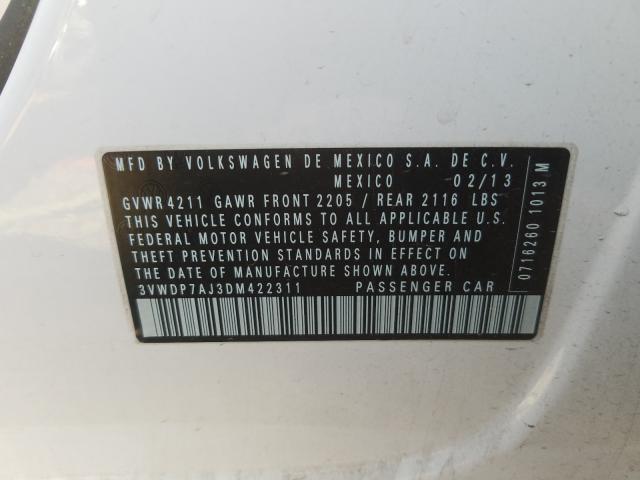 MFD BY VOLKSWAGEN DE MEXICO S.A. DE C.V.
MEXICO 02/13
GVWR 4211 GAWR FRONT 2205 / REAR 2116 LBS
THIS VEHICLE CONFORMS TO ALL APPLICABLE U.S.
FEDERAL MOTOR VEHICLE SAFETY, BUMPER AND
THEFT PREVENTION STANDARDS IN EFFECT ON
THE DATE OF MANUFACTURE SHOWN ABOVE
3VWDP7AJ3DM422311 PASSENGER CAR
0716260 1013 M